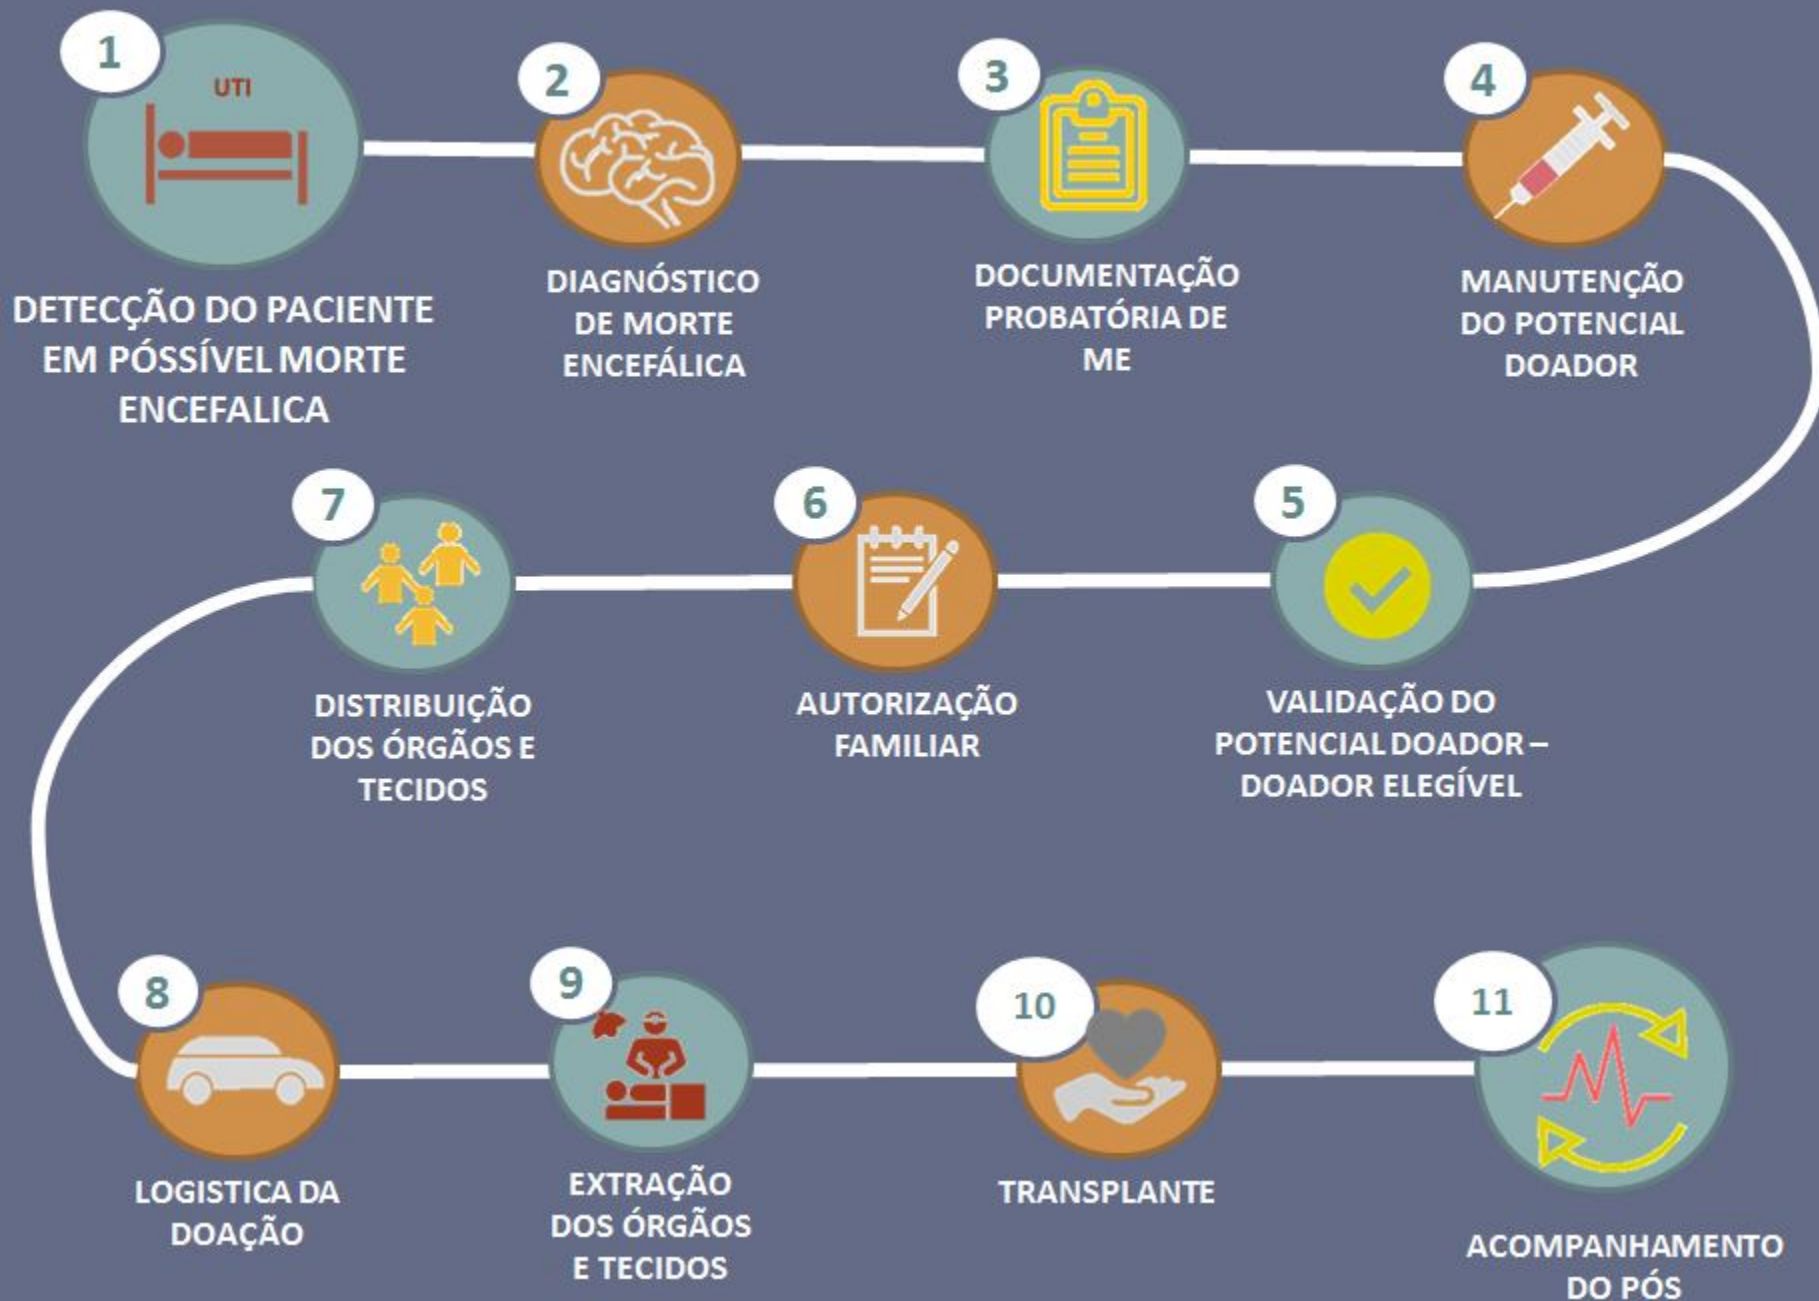 1
UTI
DETECÇÃO DO PACIENTE
EM PÓSSÍVEL MORTE
ENCEFALICA
2
DIAGNÓSTICO
DE MORTE
ENCEFÁLICA
3
DOCUMENTAÇÃO
PROBATÓRIA DE
ME
4
MANUTENÇÃO
DO POTENCIAL
DOADOR
5
VALIDAÇÃO DO
POTENCIAL DOADOR –
DOADOR ELEGÍVEL
6
AUTORIZAÇÃO
FAMILIAR
7
DISTRIBUIÇÃO
DOS ÓRGÃOS E
TECIDOS
8
LOGISTICA DA
DOAÇÃO
9
EXTRAÇÃO
DOS ÓRGÃOS
E TECIDOS
10
TRANSPLANTE
11
ACOMPANHAMENTO
DO PÓS